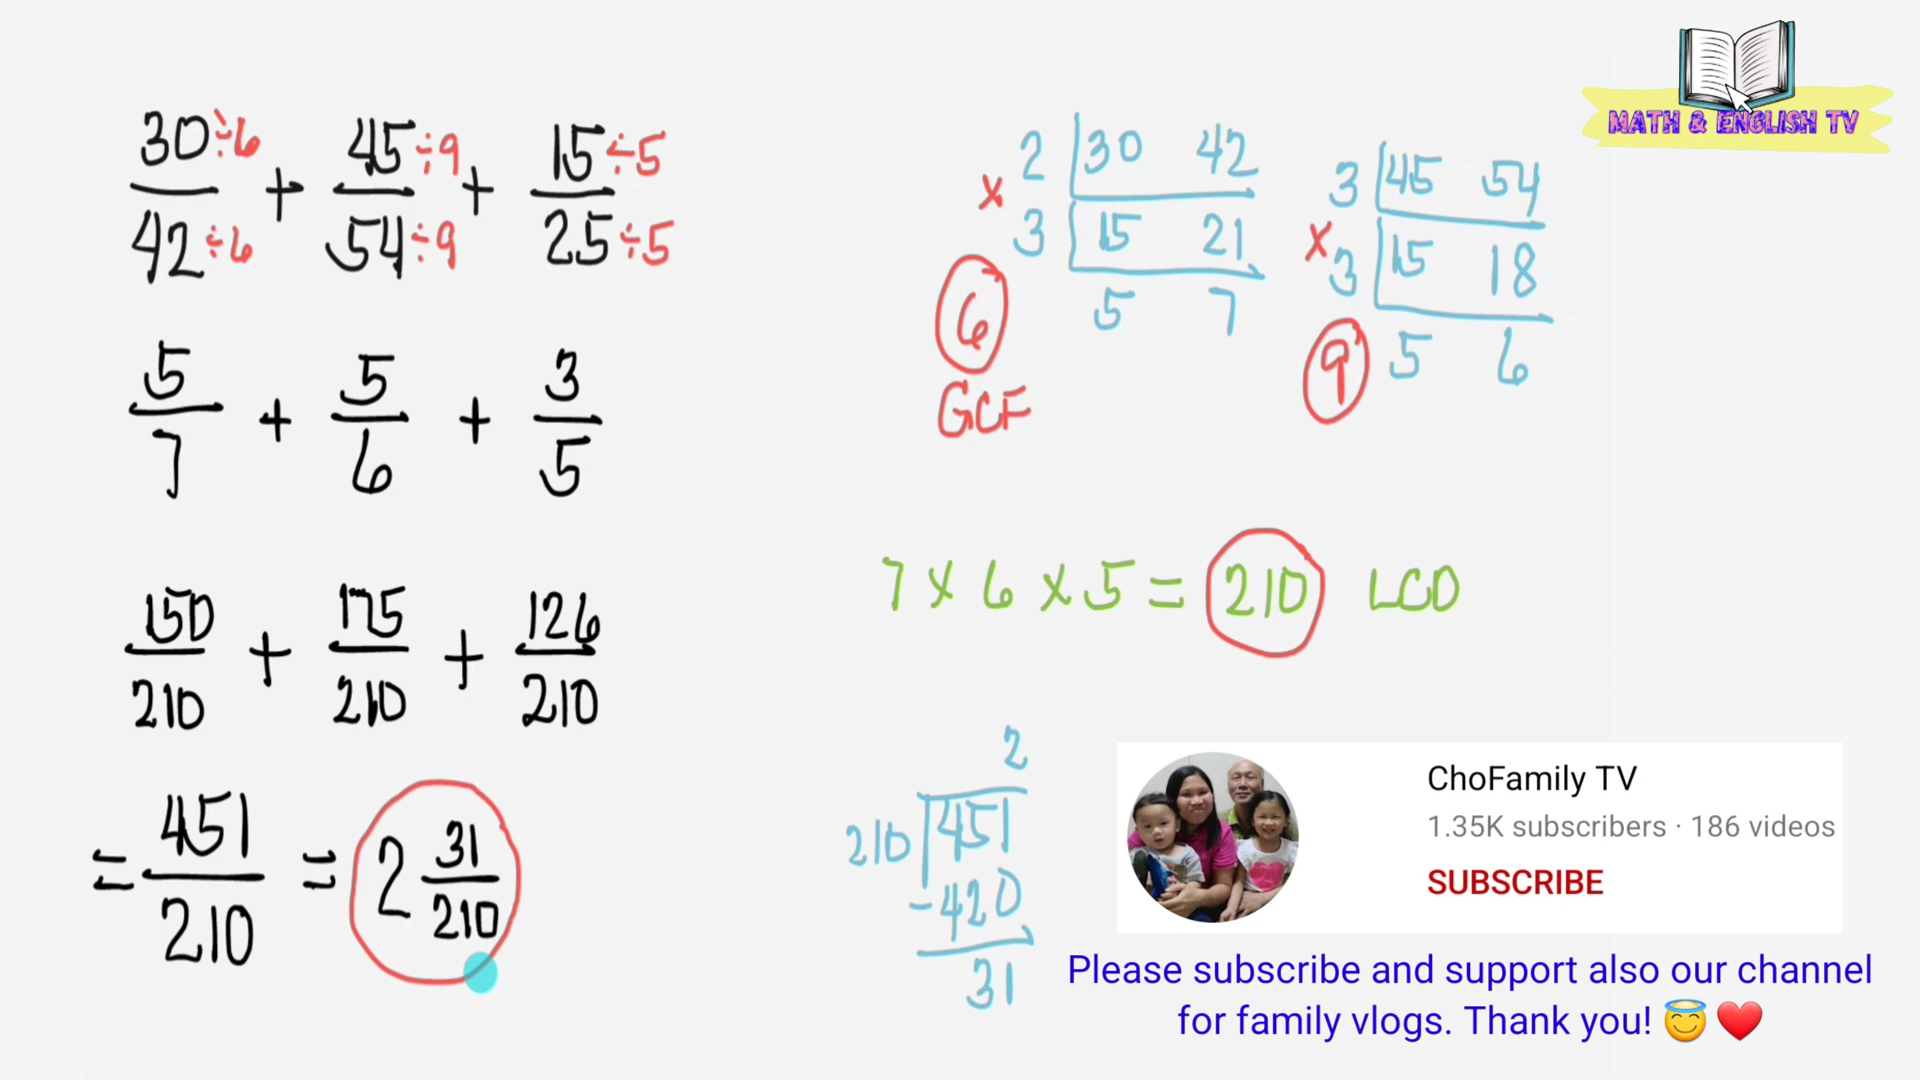 MATH & ENGLISH TV
30÷6 + 45÷9 + 15÷5
42÷6 54÷9 25÷5
5 + 5 + 3
7 6 5
150 + 175 + 126
210 210 210
= 451 = 2 31
210 210
2 30 42
× 3 15 21
6 5 7
GCF
3 45 54
× 3 15 18
9 5 6
7 × 6 × 5 = 210 LCD
2
210 451
-420
31
ChoFamily TV
1.35K subscribers · 186 videos
SUBSCRIBE
Please subscribe and support also our channel
for family vlogs. Thank you! 😇 ❤️